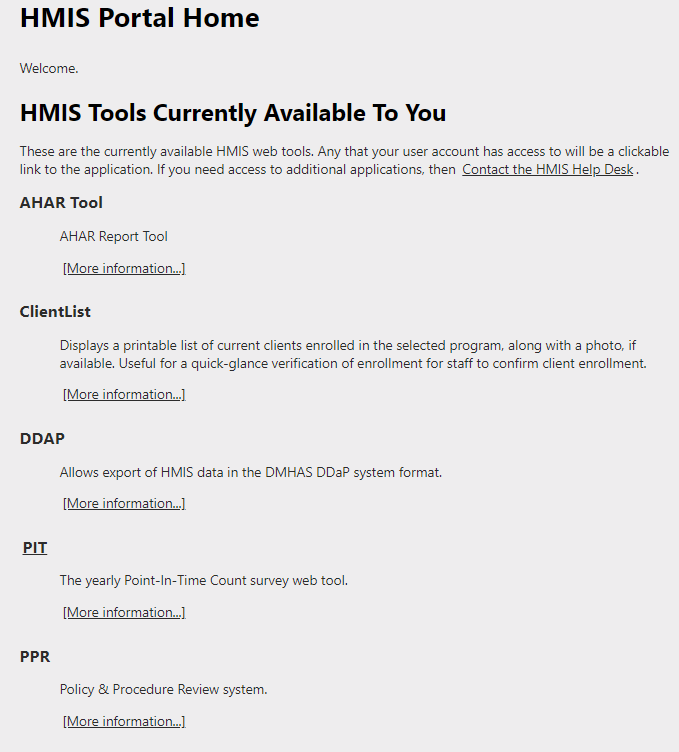 HMIS Portal Home
Welcome.
HMIS Tools Currently Available To You
These are the currently available HMIS web tools. Any that your user account has access to will be a clickable
link to the application. If you need access to additional applications, then Contact the HMIS Help Desk .
AHAR Tool
AHAR Report Tool
[More information...]
ClientList
Displays a printable list of current clients enrolled in the selected program, along with a photo, if
available. Useful for a quick-glance verification of enrollment for staff to confirm client enrollment.
[More information...]
DDAP
Allows export of HMIS data in the DMHAS DDaP system format.
[More information...]
PIT
The yearly Point-In-Time Count survey web tool.
[More information...]
PPR
Policy & Procedure Review system.
[More information...]